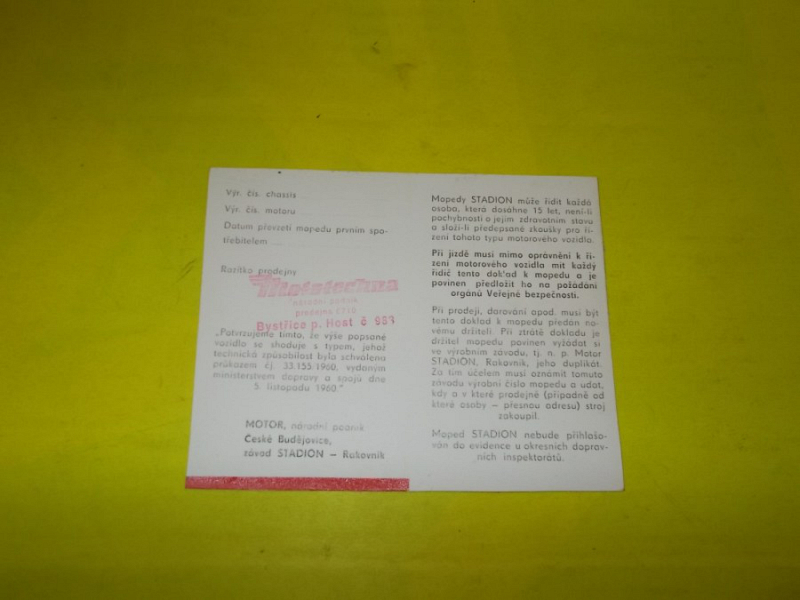 Výr. čís. chassis
Výr. čís. motoru
Datum převzetí mopedu prvním spo-
třebitelem
Razítko prodejny
Mototechna
národní podnik
prodejna
Bystřice p. Host č 983
„Potvrzujeme tímto, že výše popsané
vozidlo se shoduje s typem, jehož
technická způsobilost byla schválena
průkazem čj. 33.155/1960, vydaným
ministerstvem dopravy a spojů dne
5. listopadu 1960."
MOTOR, národní podnik
České Budějovice,
závod STADION – Rakovník
Mopedy STADION může řídit každá
osoba, která dosáhne 15 let, není-li
pochybností o jejím zdravotním stavu
a složí-li předepsané zkoušky pro ří-
zení tohoto typu motorového vozidla.
Při jízdě musí mimo oprávnění k ří-
zení motorového vozidla mít každý
řidič tento doklad k mopedu a je
povinen předložit ho na požádání
orgánů Veřejné bezpečnosti.
Při prodeji, darování apod. musí být
tento doklad k mopedu předán no-
vému držiteli. Při ztrátě dokladu je
držitel mopedu povinen vyžádat si
ve výrobním závodu, tj. n. p. Motor
STADION, Rakovník, jeho duplikát.
Za tím účelem musí oznámit tomuto
závodu výrobní číslo mopedu a udat,
kdy a v které prodejně (případně od
které osoby – přesnou adresu) stroj
zakoupil.
Moped STADION nebude přihlašo-
ván do evidence u okresních doprav-
ních inspektorátů.